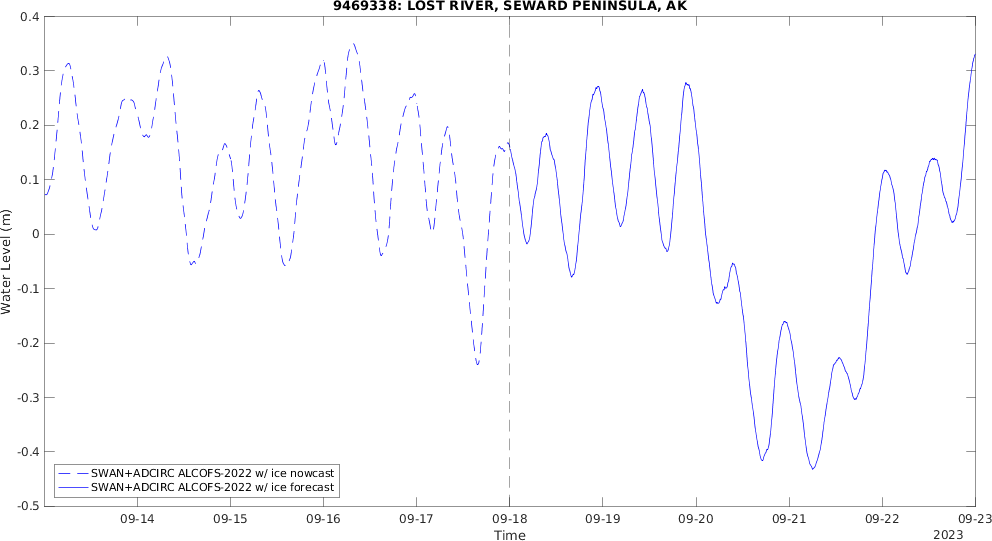 9469338: LOST RIVER, SEWARD PENINSULA, AK
0.4
0.3
0.2
0.1
0
-0.1
-0.2
-0.3
-0.4
-0.5
Water Level (m)
SWAN+ADCIRC ALCOFS-2022 w/ ice nowcast
SWAN+ADCIRC ALCOFS-2022 w/ ice forecast
09-14 09-15 09-16 09-17 09-18 09-19 09-20 09-21 09-22 09-23
Time
2023